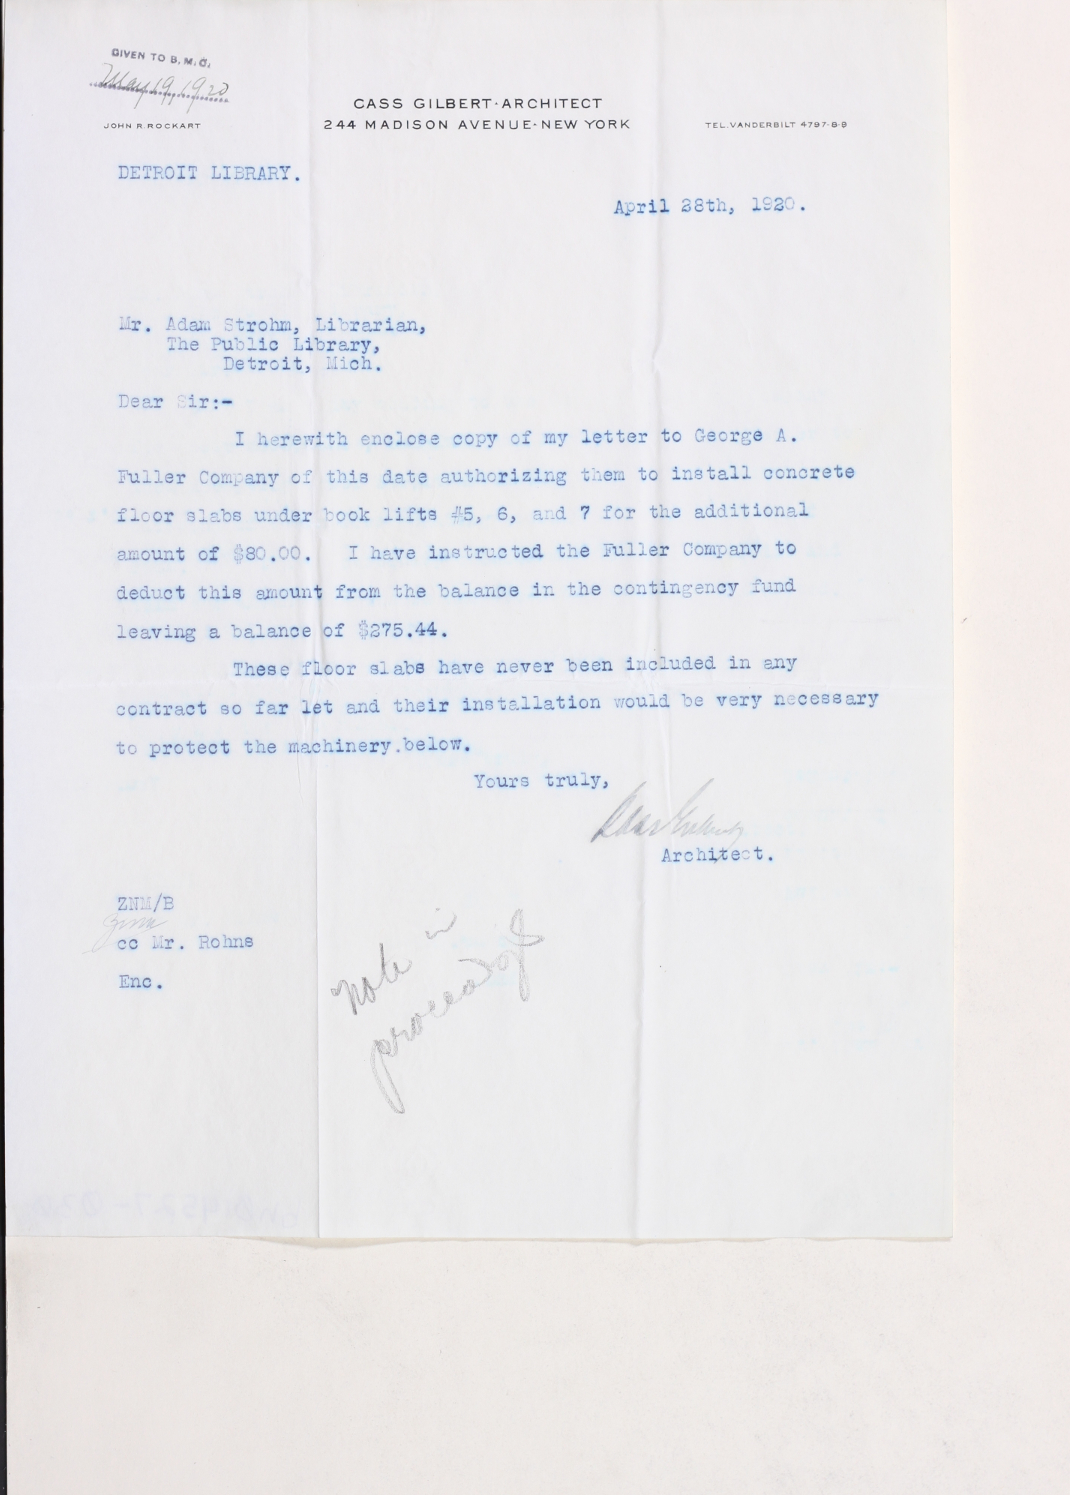 GIVEN TO B. M. C.
May 19, 1920
CASS GILBERT·ARCHITECT
JOHN R. ROCKART
244 MADISON AVENUE·NEW YORK
TEL. VANDERBILT 4797-8-9
DETROIT LIBRARY.
April 28th, 1920.
Mr. Adam Strohm, Librarian,
The Public Library,
Detroit, Mich.
Dear Sir:-
I herewith enclose copy of my letter to George A.
Fuller Company of this date authorizing them to install concrete
floor slabs under book lifts #5, 6, and 7 for the additional
amount of $80.00. I have instructed the Fuller Company to
deduct this amount from the balance in the contingency fund
leaving a balance of $275.44.
These floor slabs have never been included in any
contract so far let and their installation would be very necessary
to protect the machinery.below.
Yours truly,
Cass Gilbert
Architect.
ZNM/B
ZNM
cc Mr. Rohns
Enc.
note in